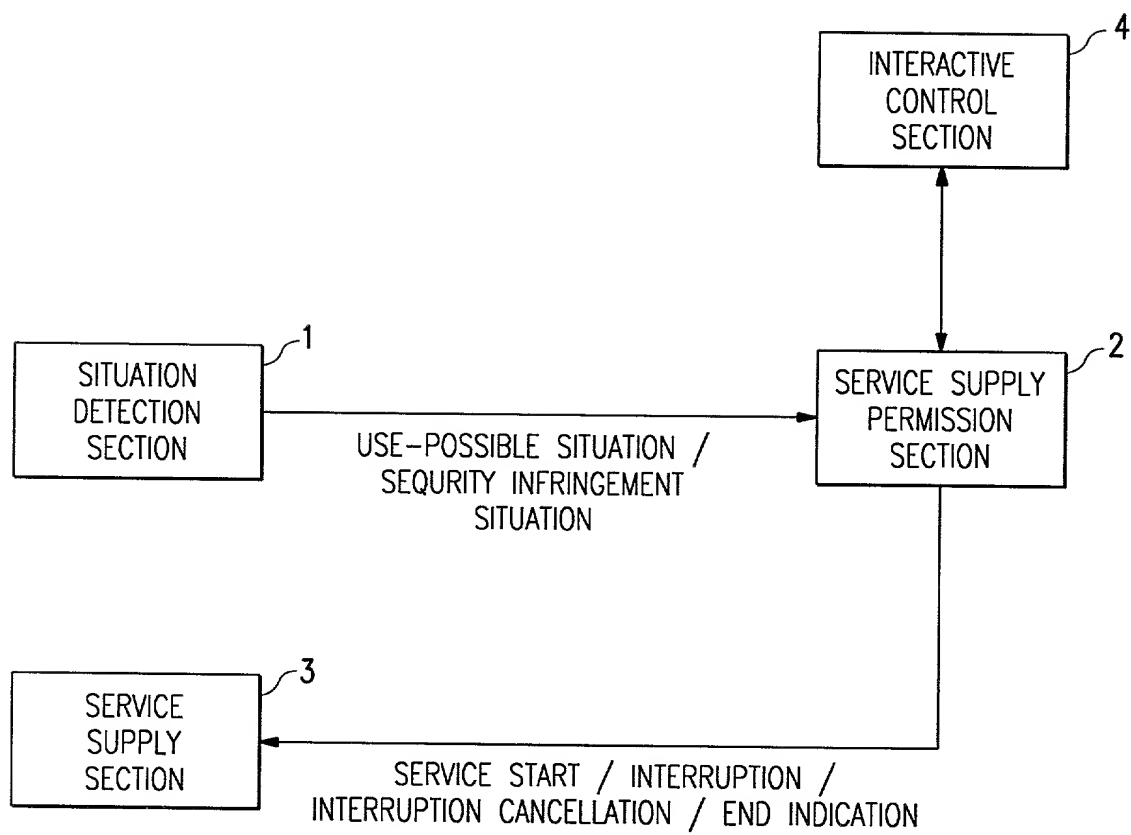 4
INTERACTIVE
CONTROL
SECTION
1
SITUATION
DETECTION
SECTION
2
SERVICE SUPPLY
PERMISSION
SECTION
USE-POSSIBLE SITUATION /
SEQURITY INFRINGEMENT
SITUATION
3
SERVICE
SUPPLY
SECTION
SERVICE START / INTERRUPTION /
INTERRUPTION CANCELLATION / END INDICATION